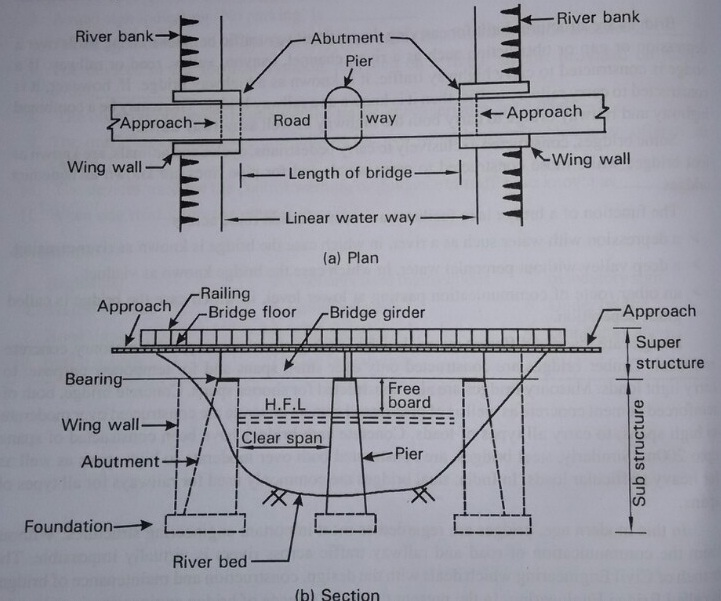 River bank
River bank
Abutment
Pier
Approach
Road way
Approach
Wing wall
Wing wall
Length of bridge
Linear water way
(a) Plan
Railing
Approach
Bridge floor
Bridge girder
Approach
Super
structure
Bearing
Free
board
H.F.L
Wing wall
Clear span
Pier
Abutment
Sub structure
Foundation
River bed
(b) Section